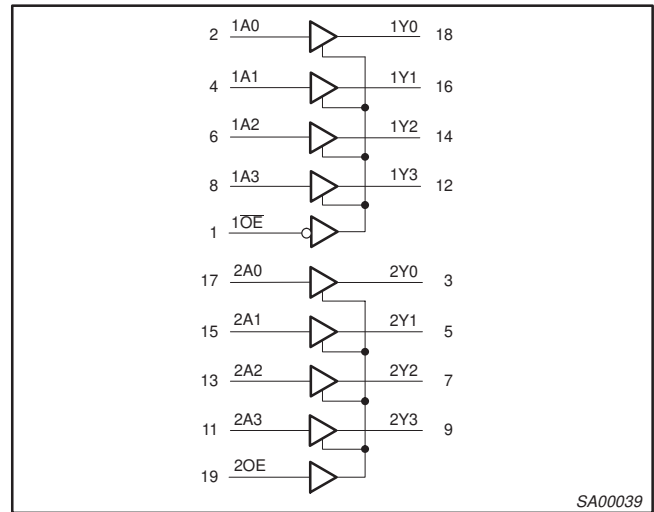 2 1A0 1Y0 18
4 1A1 1Y1 16
6 1A2 1Y2 14
8 1A3 1Y3 12
1 1O̅E̅
17 2A0 2Y0 3
15 2A1 2Y1 5
13 2A2 2Y2 7
11 2A3 2Y3 9
19 2OE
SA00039